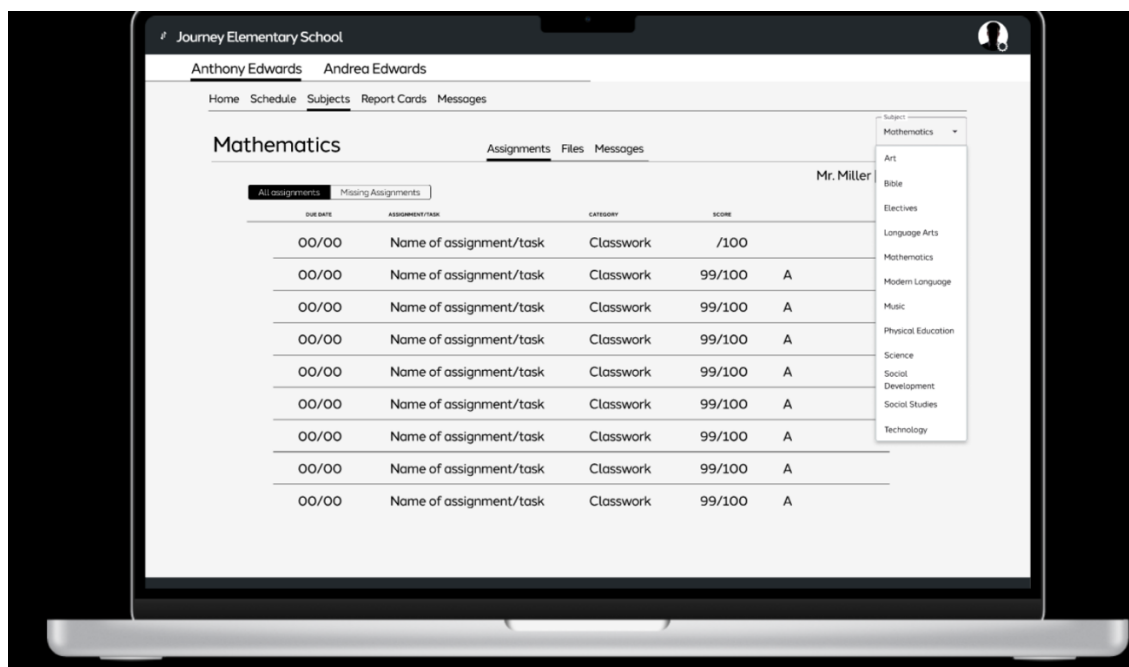 Journey Elementary School
Anthony Edwards Andrea Edwards
Home Schedule Subjects Report Cards Messages
Subject
Mathematics
Mathematics
Assignments Files Messages
Mr. Miller
All assignments Missing Assignments
DUE DATE ASSIGNMENT/TASK CATEGORY SCORE
00/00 Name of assignment/task Classwork /100
00/00 Name of assignment/task Classwork 99/100 A
00/00 Name of assignment/task Classwork 99/100 A
00/00 Name of assignment/task Classwork 99/100 A
00/00 Name of assignment/task Classwork 99/100 A
00/00 Name of assignment/task Classwork 99/100 A
00/00 Name of assignment/task Classwork 99/100 A
00/00 Name of assignment/task Classwork 99/100 A
00/00 Name of assignment/task Classwork 99/100 A
Art
Bible
Electives
Language Arts
Mathematics
Modern Language
Music
Physical Education
Science
Social
Development
Social Studies
Technology